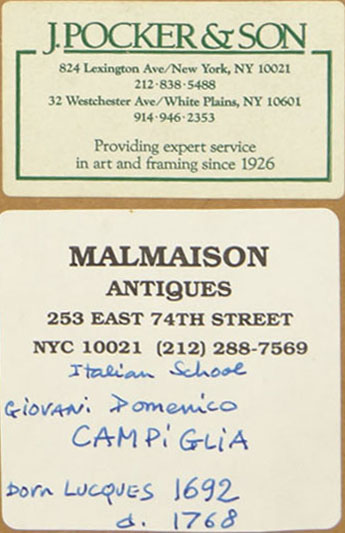 J. POCKER & SON
824 Lexington Ave/New York, NY 10021
212·838·5488
32 Westchester Ave/White Plains, NY 10601
914·946·2353
Providing expert service
in art and framing since 1926
MALMAISON
ANTIQUES
253 EAST 74TH STREET
NYC 10021 (212) 288-7569
Italian School
GiOVANi Domenico
CAMPiGLiA
Born LUCQUES 1692
d. 1768